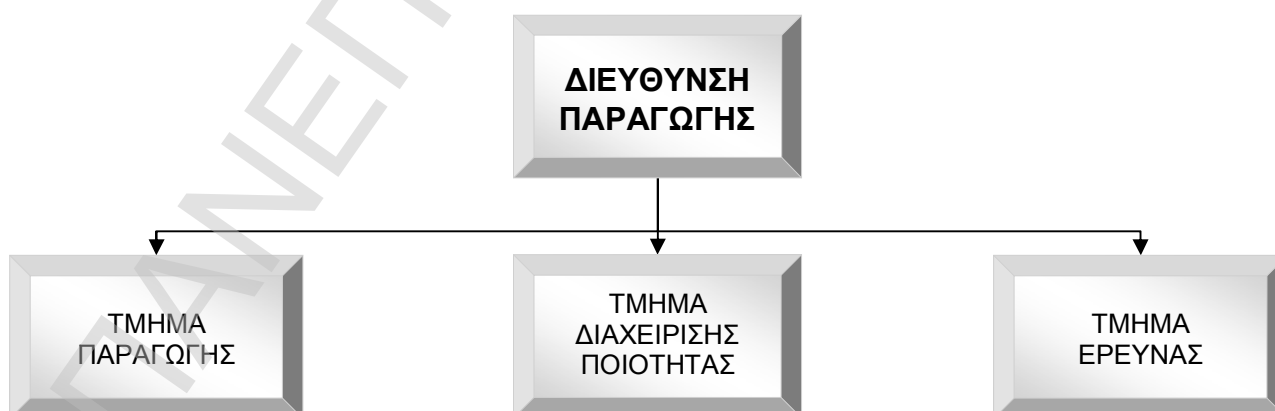 ΔΙΕΥΘΥΝΣΗ
ΠΑΡΑΓΩΓΗΣ
ΤΜΗΜΑ
ΠΑΡΑΓΩΓΗΣ
ΤΜΗΜΑ
ΔΙΑΧΕΙΡΙΣΗΣ
ΠΟΙΟΤΗΤΑΣ
ΤΜΗΜΑ
ΕΡΕΥΝΑΣ